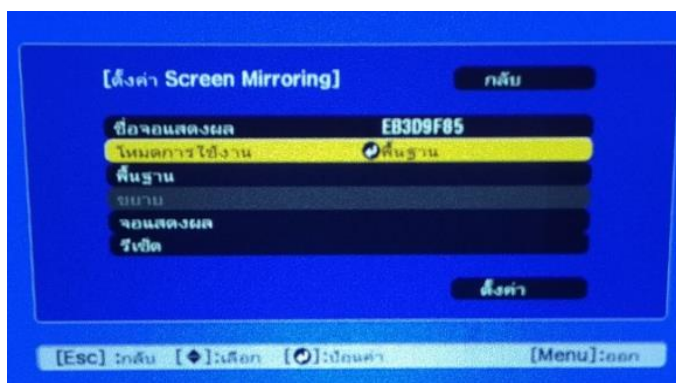 [ตั้งค่า Screen Mirroring] กลับ
ชื่อจอแสดงผล EB3D9F85
โหมดการใช้งาน พื้นฐาน
พื้นฐาน
ขยาย
จอแสดงผล
รีเซ็ต
ตั้งค่า
[Esc] :กลับ [◆]:เลือก [↵]:ป้อนค่า [Menu]:ออก